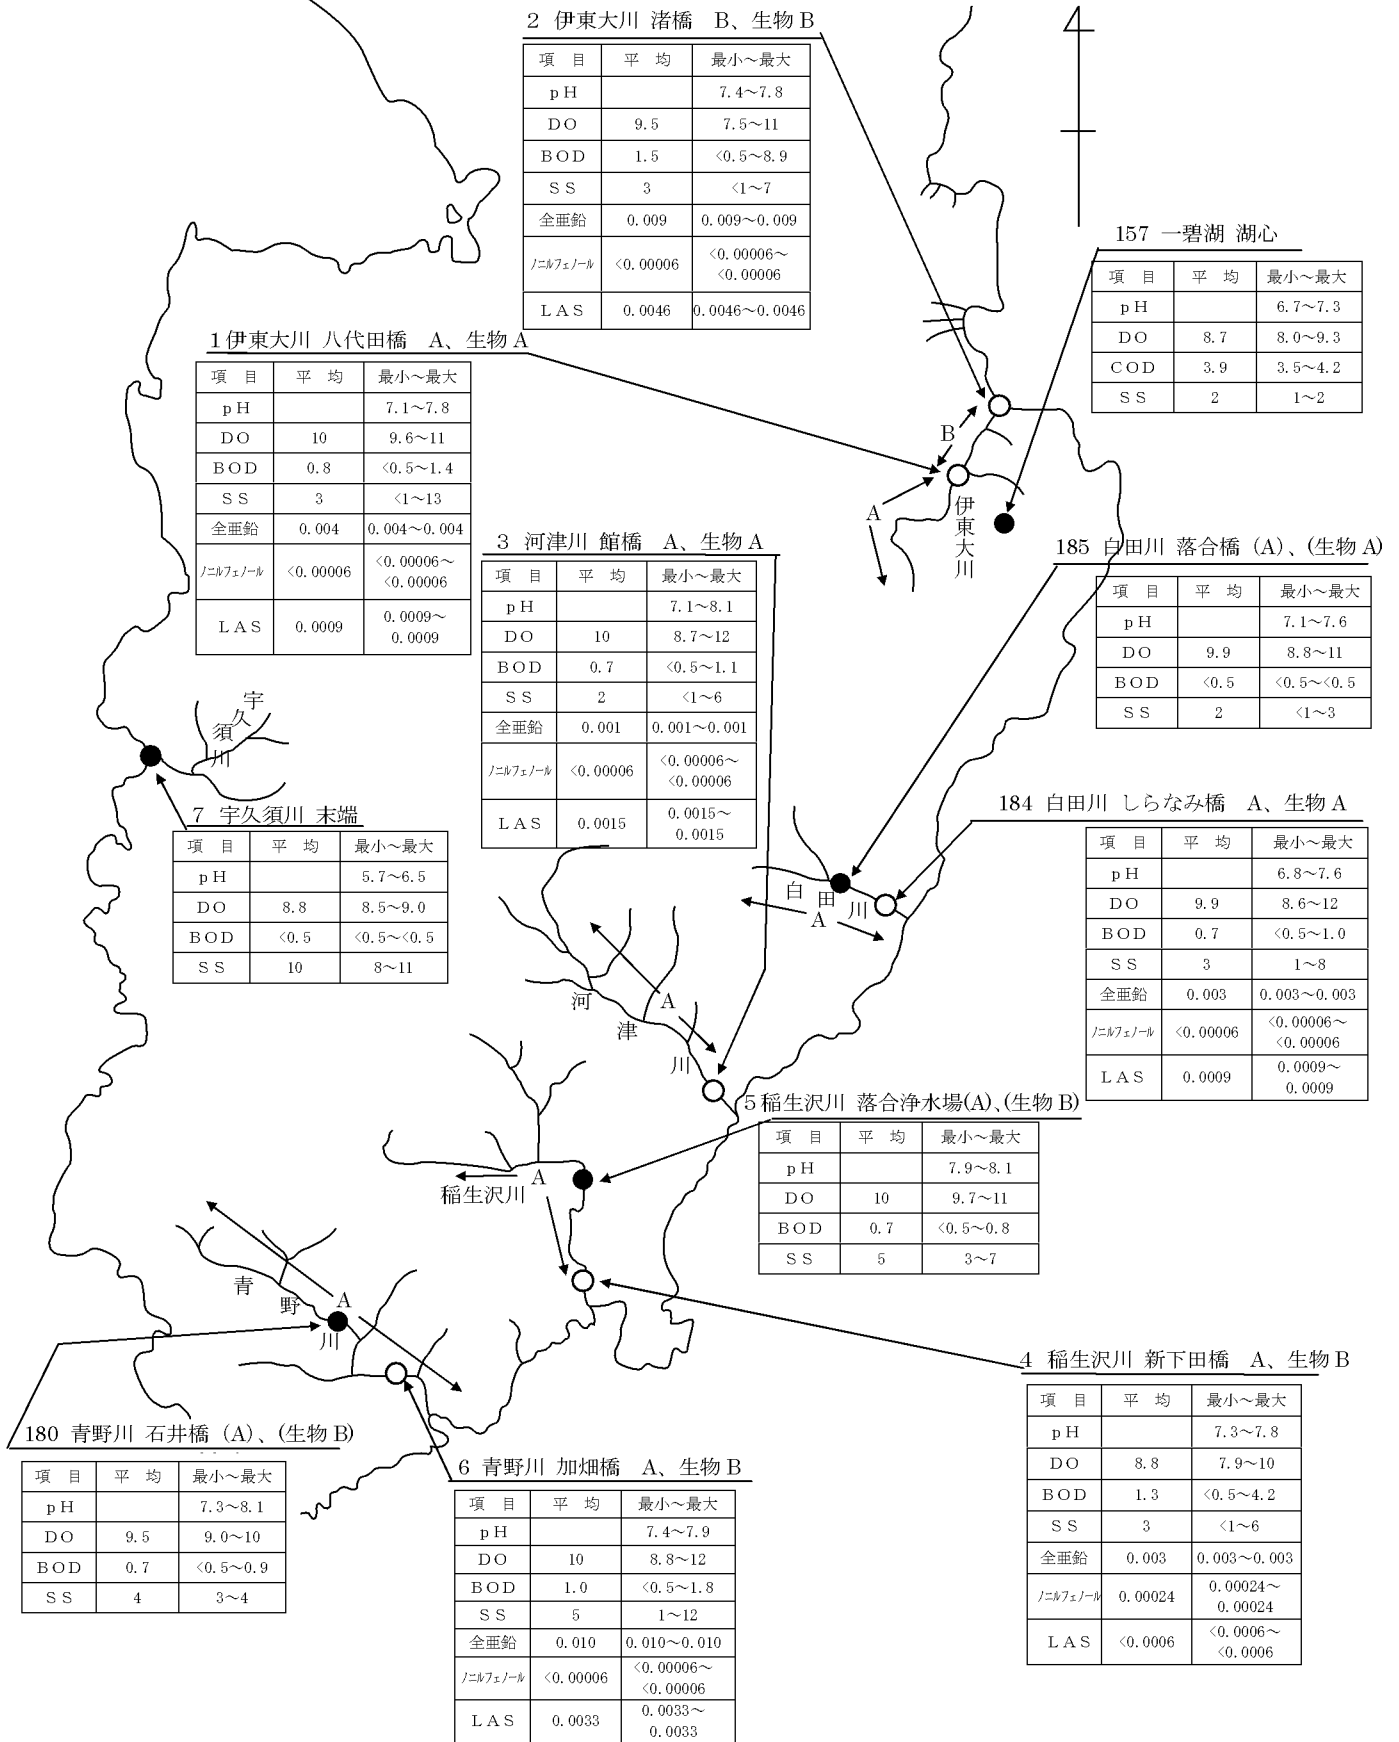 2 伊東大川 渚橋 B、生物B
項 目 平 均 最小～最大
pH 7.4～7.8
DO 9.5 7.5～11
BOD 1.5 <0.5～8.9
SS 3 <1～7
全亜鉛 0.009 0.009～0.009
ノニルフェノール <0.00006 <0.00006～
<0.00006
LAS 0.0046 0.0046～0.0046
157 一碧湖 湖心
項 目 平 均 最小～最大
pH 6.7～7.3
DO 8.7 8.0～9.3
COD 3.9 3.5～4.2
SS 2 1～2
1伊東大川 八代田橋 A、生物A
項 目 平 均 最小～最大
pH 7.1～7.8
DO 10 9.6～11
BOD 0.8 <0.5～1.4
SS 3 <1～13
全亜鉛 0.004 0.004～0.004
ノニルフェノール <0.00006 <0.00006～
<0.00006
LAS 0.0009 0.0009～
0.0009
B
A
伊東大川
3 河津川 館橋 A、生物A
項 目 平 均 最小～最大
pH 7.1～8.1
DO 10 8.7～12
BOD 0.7 <0.5～1.1
SS 2 <1～6
全亜鉛 0.001 0.001～0.001
ノニルフェノール <0.00006 <0.00006～
<0.00006
LAS 0.0015 0.0015～
0.0015
185 白田川 落合橋 (A)、(生物A)
項 目 平 均 最小～最大
pH 7.1～7.6
DO 9.9 8.8～11
BOD <0.5 <0.5～<0.5
SS 2 <1～3
宇久須川
7 宇久須川 末端
項 目 平 均 最小～最大
pH 5.7～6.5
DO 8.8 8.5～9.0
BOD <0.5 <0.5～<0.5
SS 10 8～11
184 白田川 しらなみ橋 A、生物A
項 目 平 均 最小～最大
pH 6.8～7.6
DO 9.9 8.6～12
BOD 0.7 <0.5～1.0
SS 3 1～8
全亜鉛 0.003 0.003～0.003
ノニルフェノール <0.00006 <0.00006～
<0.00006
LAS 0.0009 0.0009～
0.0009
白田川
A
河津川
A
5稲生沢川 落合浄水場(A)、(生物B)
項 目 平 均 最小～最大
pH 7.9～8.1
DO 10 9.7～11
BOD 0.7 <0.5～0.8
SS 5 3～7
A
稲生沢川
青野川
A
4 稲生沢川 新下田橋 A、生物B
項 目 平 均 最小～最大
pH 7.3～7.8
DO 8.8 7.9～10
BOD 1.3 <0.5～4.2
SS 3 <1～6
全亜鉛 0.003 0.003～0.003
ノニルフェノール 0.00024 0.00024～
0.00024
LAS <0.0006 <0.0006～
<0.0006
180 青野川 石井橋 (A)、(生物B)
項 目 平 均 最小～最大
pH 7.3～8.1
DO 9.5 9.0～10
BOD 0.7 <0.5～0.9
SS 4 3～4
6 青野川 加畑橋 A、生物B
項 目 平 均 最小～最大
pH 7.4～7.9
DO 10 8.8～12
BOD 1.0 <0.5～1.8
SS 5 1～12
全亜鉛 0.010 0.010～0.010
ノニルフェノール <0.00006 <0.00006～
<0.00006
LAS 0.0033 0.0033～
0.0033